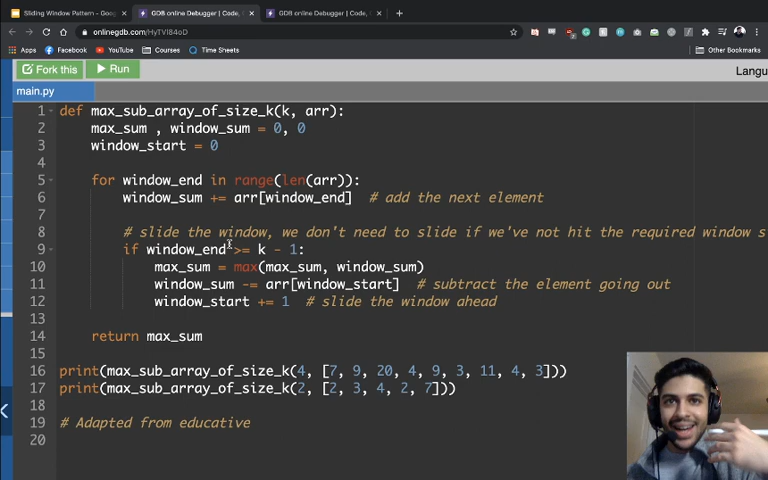 Sliding Window Pattern - Goo
GDB online Debugger | Code,
GDB online Debugger | Code,
onlinegdb.com/HyTVl84oD
Apps
Facebook
YouTube
Courses
Time Sheets
Other Bookmarks
Fork this
Run
Langu
main.py
1 def max_sub_array_of_size_k(k, arr):
2 max_sum , window_sum = 0, 0
3 window_start = 0
4
5 for window_end in range(len(arr)):
6 window_sum += arr[window_end] # add the next element
7
8 # slide the window, we don't need to slide if we've not hit the required window s
9 if window_end >= k - 1:
10 max_sum = max(max_sum, window_sum)
11 window_sum -= arr[window_start] # subtract the element going out
12 window_start += 1 # slide the window ahead
13
14 return max_sum
15
16 print(max_sub_array_of_size_k(4, [7, 9, 20, 4, 9, 3, 11, 4, 3]))
17 print(max_sub_array_of_size_k(2, [2, 3, 4, 2, 7]))
18
19 # Adapted from educative
20